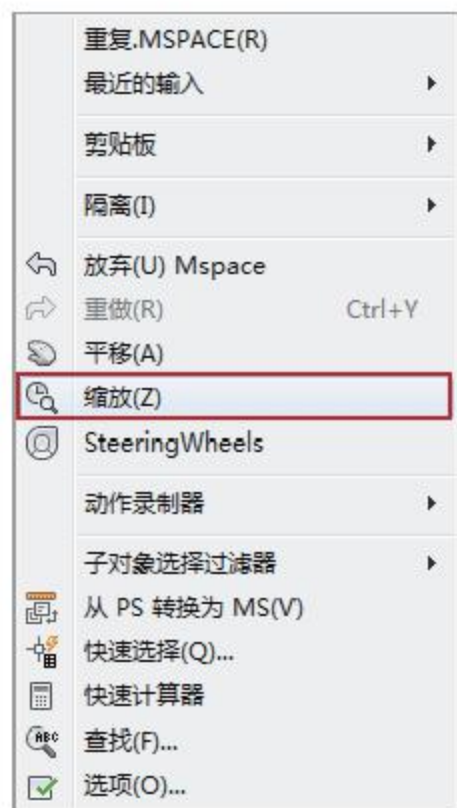 重复.MSPACE(R)
最近的输入
剪贴板
隔离(I)
放弃(U) Mspace
重做(R) Ctrl+Y
平移(A)
缩放(Z)
SteeringWheels
动作录制器
子对象选择过滤器
从 PS 转换为 MS(V)
快速选择(Q)...
快速计算器
ABC 查找(F)...
选项(O)...